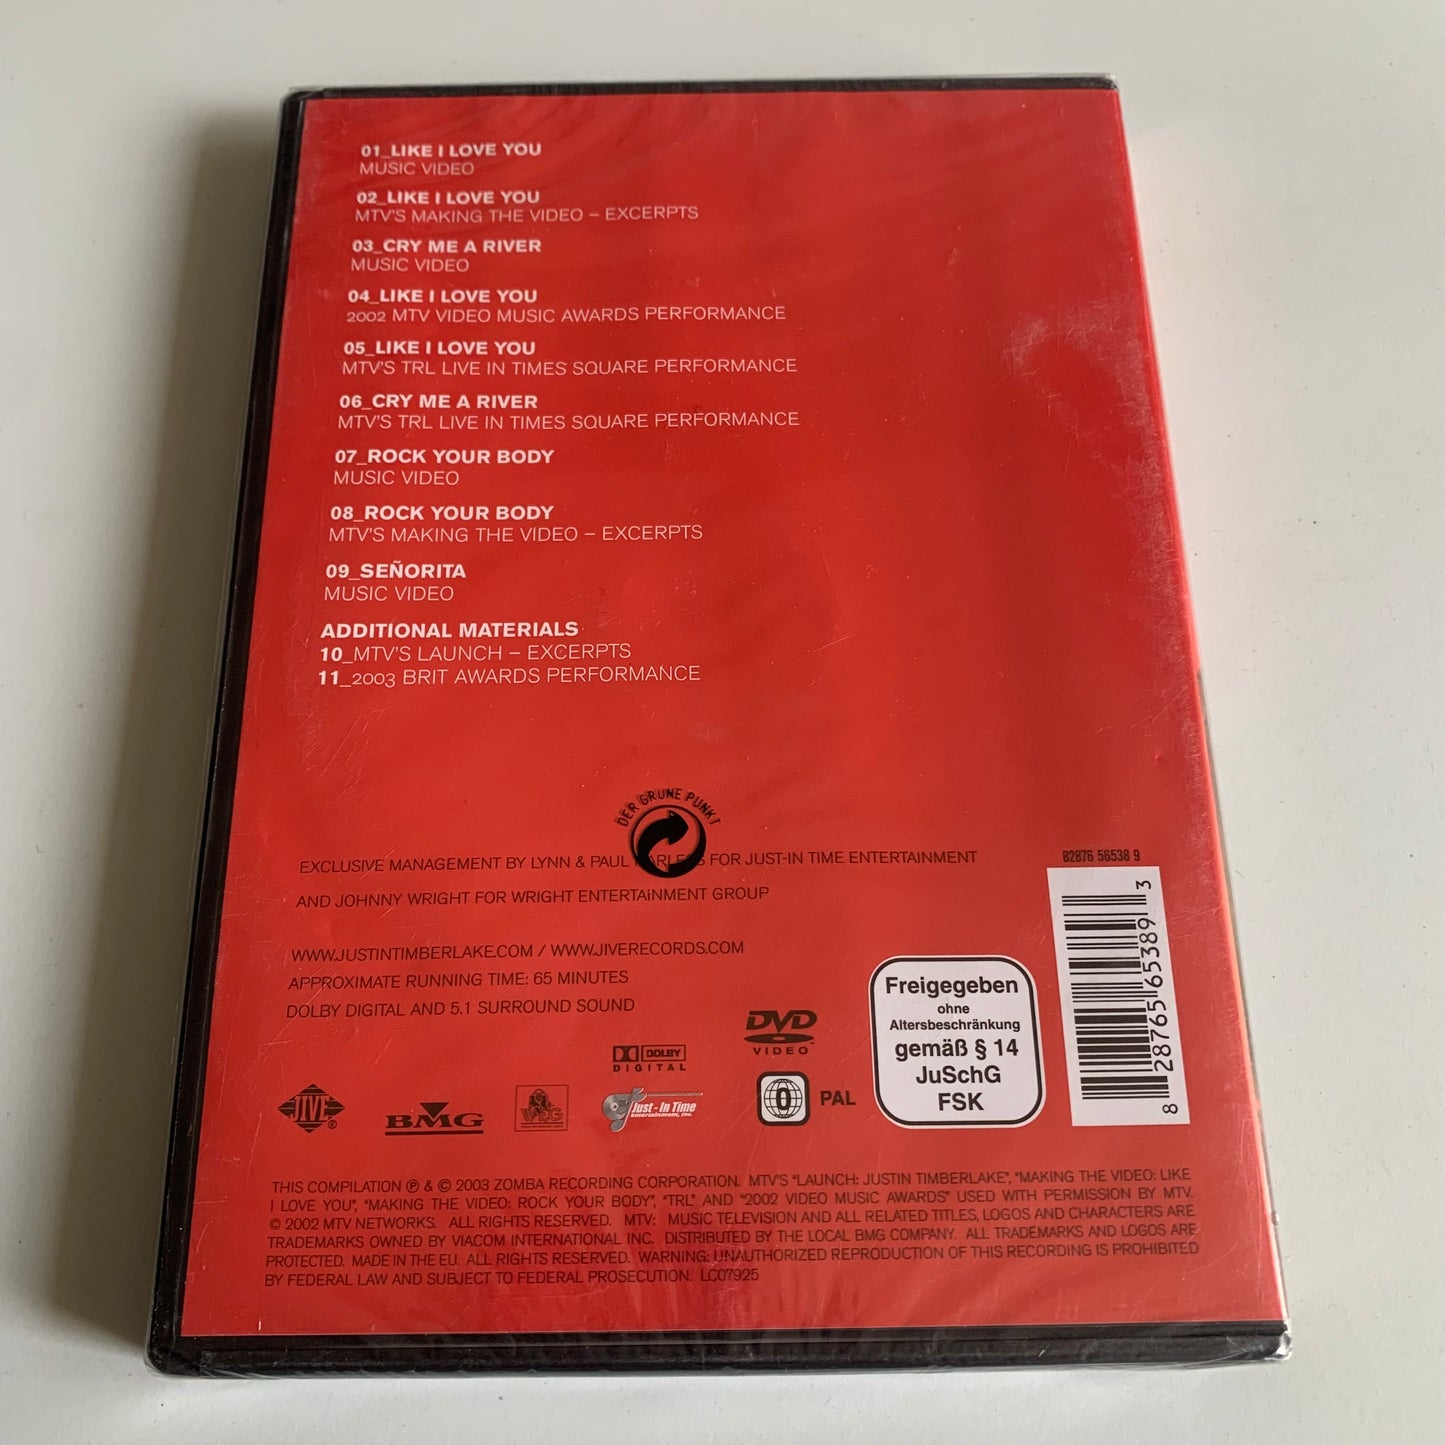 01_LIKE I LOVE YOU
MUSIC VIDEO
02_LIKE I LOVE YOU
MTV'S MAKING THE VIDEO – EXCERPTS
03_CRY ME A RIVER
MUSIC VIDEO
04_LIKE I LOVE YOU
2002 MTV VIDEO MUSIC AWARDS PERFORMANCE
05_LIKE I LOVE YOU
MTV'S TRL LIVE IN TIMES SQUARE PERFORMANCE
06_CRY ME A RIVER
MTV'S TRL LIVE IN TIMES SQUARE PERFORMANCE
07_ROCK YOUR BODY
MUSIC VIDEO
08_ROCK YOUR BODY
MTV'S MAKING THE VIDEO – EXCERPTS
09_SEÑORITA
MUSIC VIDEO
ADDITIONAL MATERIALS
10_MTV'S LAUNCH – EXCERPTS
11_2003 BRIT AWARDS PERFORMANCE
DER GRÜNE PUNKT
EXCLUSIVE MANAGEMENT BY LYNN & PAUL FOR JUST-IN TIME ENTERTAINMENT
AND JOHNNY WRIGHT FOR WRIGHT ENTERTAiNMENT GROUP
WWW.JUSTINTIMBERLAKE.COM / WWW.JIVERECORDS.COM
APPROXIMATE RUNNING TIME: 65 MINUTES
DOLBY DIGITAL AND 5.1 SURROUND SOUND
82876 56538 9
8 28765 65389 3
Freigegeben
ohne
Altersbeschränkung
gemäß § 14
JuSchG
FSK
DVD
VIDEO
DOLBY
DIGITAL
JIVE
BMG
WEG
Just - In Time
Entertainment, Inc.
0
PAL
THIS COMPILATION ℗ & © 2003 ZOMBA RECORDING CORPORATION. MTV'S "LAUNCH: JUSTIN TIMBERLAKE", "MAKING THE VIDEO: LIKE
I LOVE YOU", "MAKING THE VIDEO: ROCK YOUR BODY", "TRL" AND "2002 VIDEO MUSIC AWARDS" USED WITH PERMISSION BY MTV.
© 2002 MTV NETWORKS. ALL RIGHTS RESERVED. MTV: MUSIC TELEVISION AND ALL RELATED TITLES, LOGOS AND CHARACTERS ARE
TRADEMARKS OWNED BY VIACOM INTERNATIONAL INC. DISTRIBUTED BY THE LOCAL BMG COMPANY. ALL TRADEMARKS AND LOGOS ARE
PROTECTED. MADE IN THE EU. ALL RIGHTS RESERVED. WARNING: UNAUTHORIZED REPRODUCTION OF THIS RECORDING IS PROHIBITED
BY FEDERAL LAW AND SUBJECT TO FEDERAL PROSECUTION. LC07925